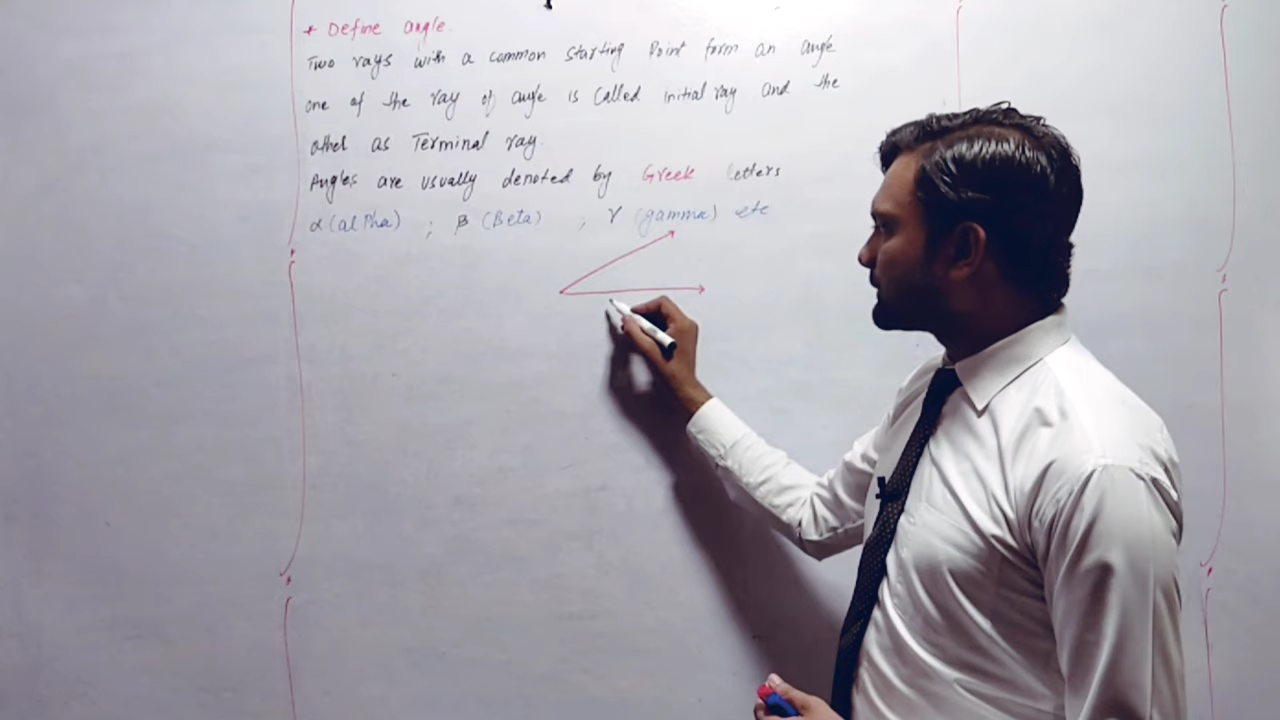 * Define angle.
Two rays with a common starting Point form an angle
one of the ray of angle is called initial ray and the
other as Terminal ray.
Angles are usually denoted by Greek letters
α (alPha) ; β (Beta) , γ (gamma) etc